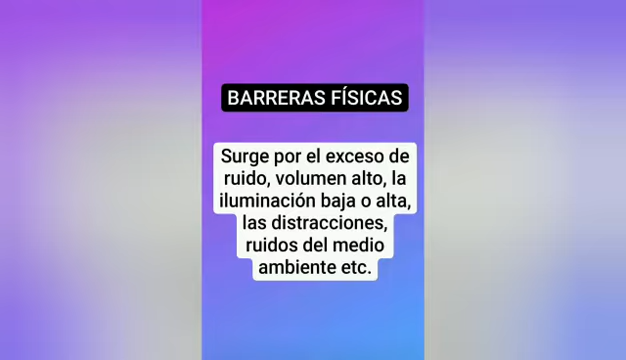 BARRERAS FÍSICAS
Surge por el exceso de
ruido, volumen alto, la
iluminación baja o alta,
las distracciones,
ruidos del medio
ambiente etc.